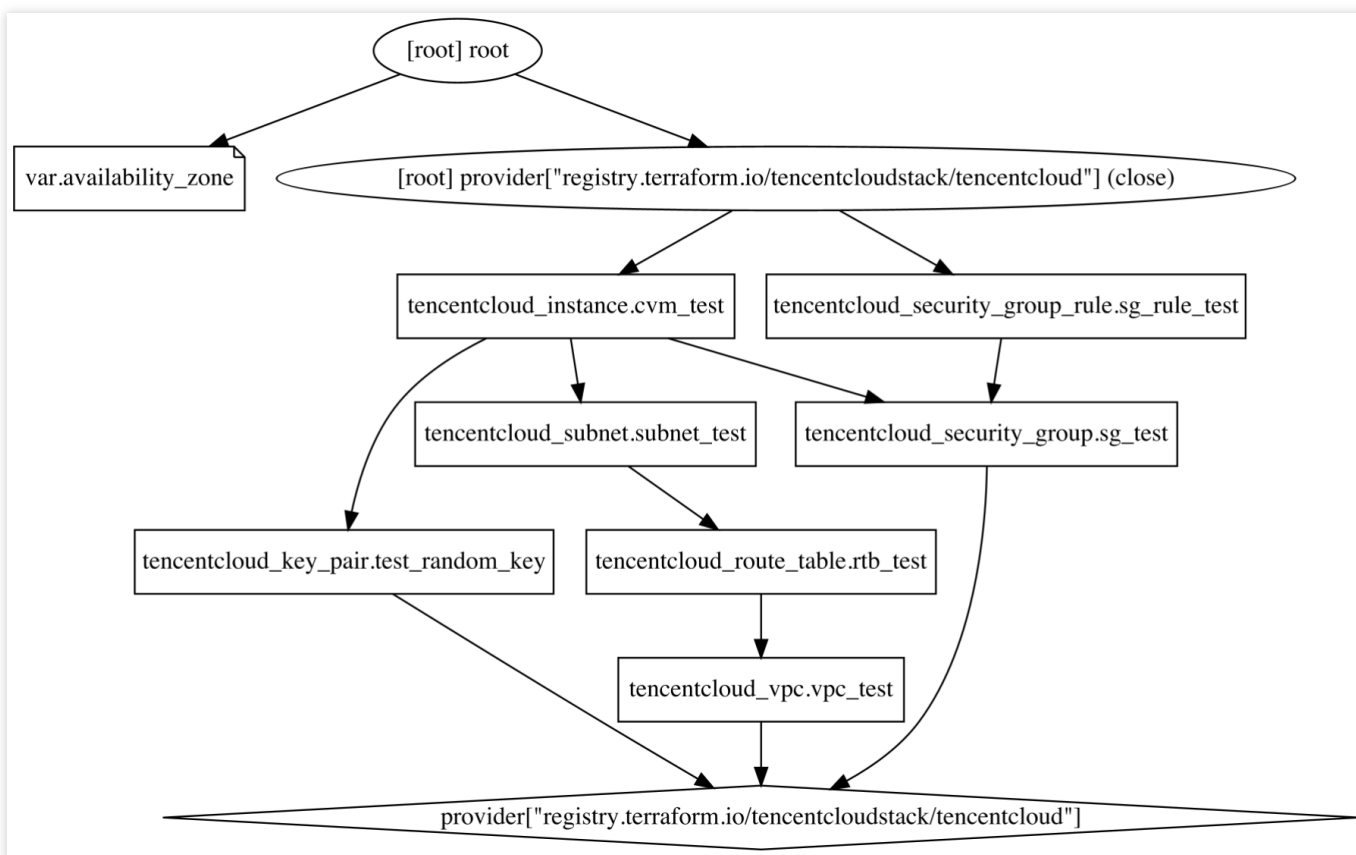 [root] root
var.availability_zone
[root] provider["registry.terraform.io/tencentcloudstack/tencentcloud"] (close)
tencentcloud_instance.cvm_test
tencentcloud_security_group_rule.sg_rule_test
tencentcloud_subnet.subnet_test
tencentcloud_security_group.sg_test
tencentcloud_key_pair.test_random_key
tencentcloud_route_table.rtb_test
tencentcloud_vpc.vpc_test
provider["registry.terraform.io/tencentcloudstack/tencentcloud"]